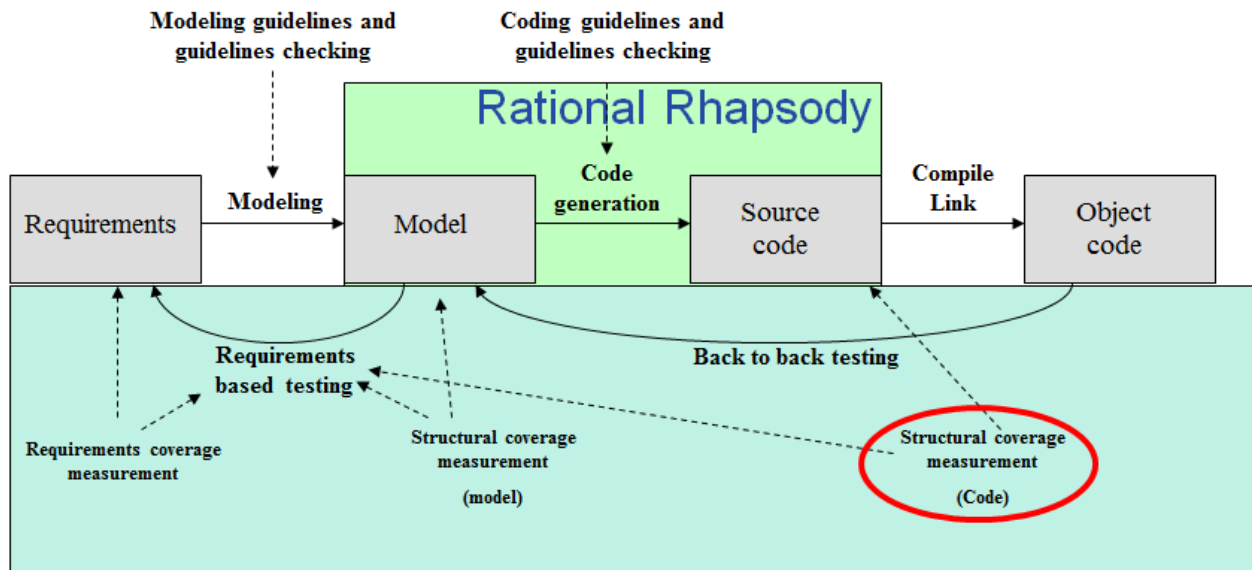 Modeling guidelines and
guidelines checking
Coding guidelines and
guidelines checking
Rational Rhapsody
Requirements
Modeling
Model
Code
generation
Source
code
Compile
Link
Object
code
Requirements
based testing
Back to back testing
Requirements coverage
measurement
Structural coverage
measurement
(model)
Structural coverage
measurement
(Code)